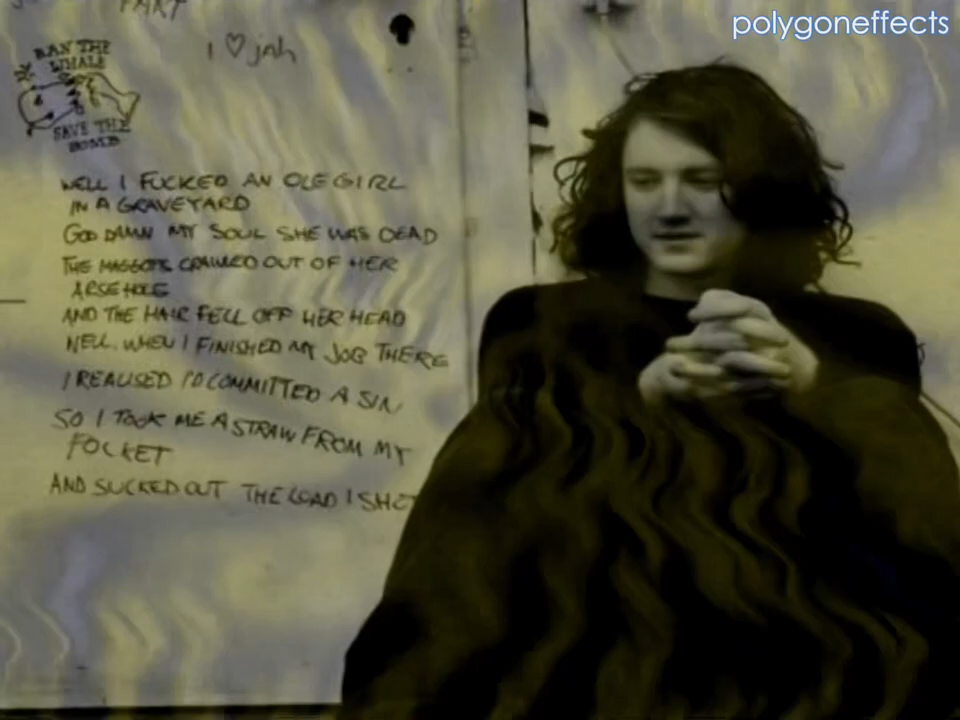 polygoneffects
FART
I ♡ jah
BAN THE
WHALE
SAVE THE
BOMB
WELL I FUCKED AN OLE GIRL
IN A GRAVEYARD
GOD DAMN MY SOUL SHE WAS DEAD
THE MAGGOTS CRAWLED OUT OF HER
ARSEHOLE
AND THE HAIR FELL OFF HER HEAD
WELL WHEN I FINISHED MY JOB THERE
I REALISED I'D COMMITTED A SIN
SO I TOOK ME A STRAW FROM MY
POCKET
AND SUCKED OUT THE LOAD I SHOT